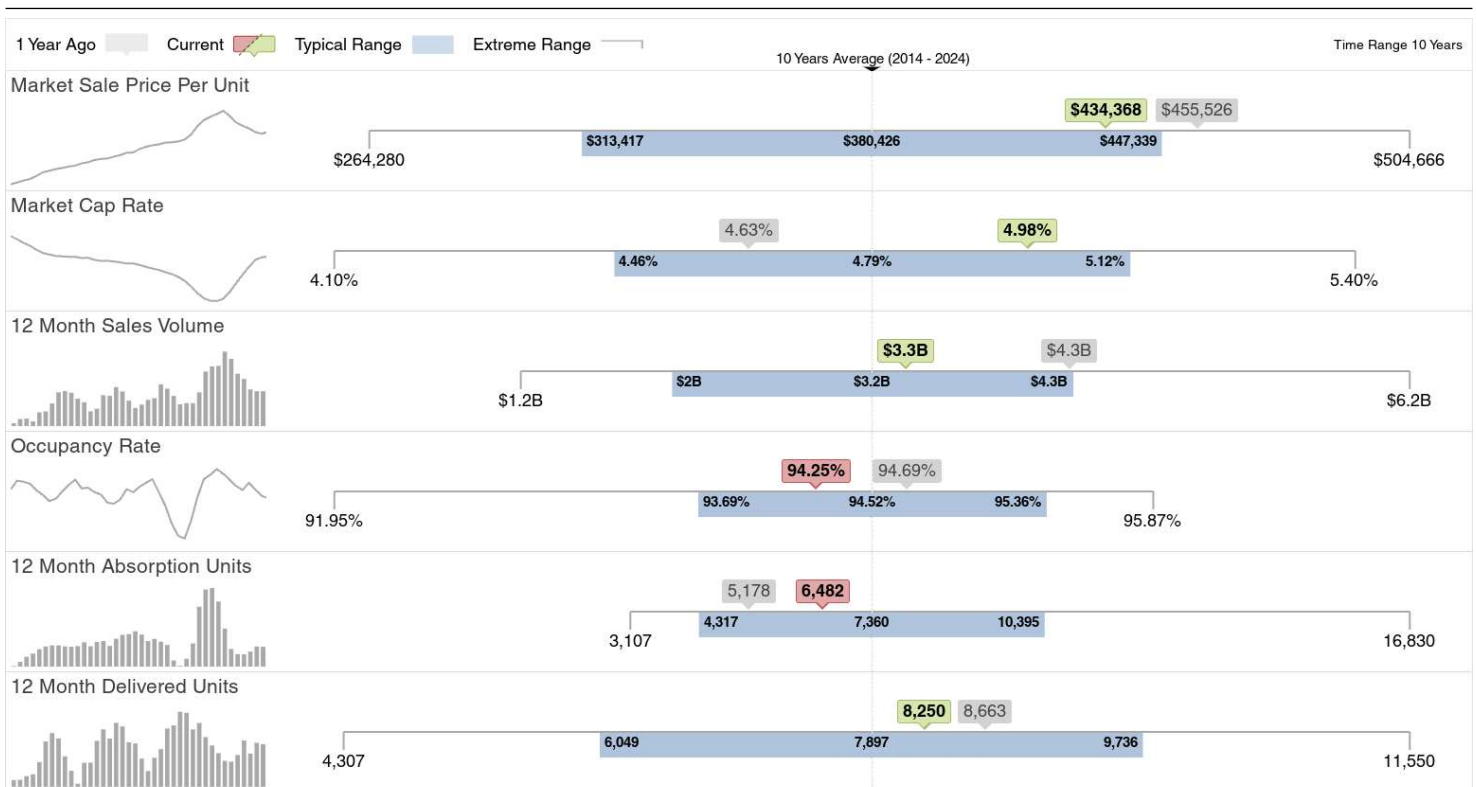 1 Year Ago Current Typical Range Extreme Range 10 Years Average (2014 - 2024) Time Range 10 Years
Market Sale Price Per Unit
$434,368 $455,526
$313,417 $380,426 $447,339
$264,280 $504,666
Market Cap Rate
4.63% 4.98%
4.46% 4.79% 5.12%
4.10% 5.40%
12 Month Sales Volume
$3.3B $4.3B
$2B $3.2B $4.3B
$1.2B $6.2B
Occupancy Rate
94.25% 94.69%
93.69% 94.52% 95.36%
91.95% 95.87%
12 Month Absorption Units
5,178 6,482
4,317 7,360 10,395
3,107 16,830
12 Month Delivered Units
8,250 8,663
6,049 7,897 9,736
4,307 11,550